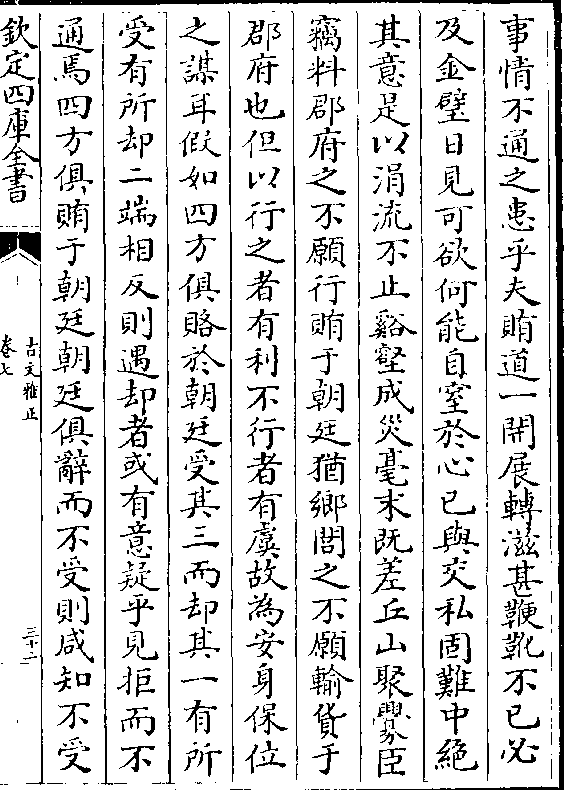 事情不通之患乎夫賄道一開展轉滋甚鞭靴不已必
及金璧日見可欲何能自窒於心已與交私固難中絕
其意是以涓流不止谿壑成災毫末既差丘山聚釁臣
竊料郡府之不願行賄于朝廷猶鄉閭之不願輸貨于
郡府也但以行之者有利不行者有虞故為安身保位
之謀耳假如四方俱賂於朝廷受其三而却其一有所
受有所却二端相反則遇却者或有意疑乎見拒而不
通焉四方俱賄于朝廷朝廷俱辭而不受則咸知不受
欽定四庫全書
古文雅正
卷七
三十二